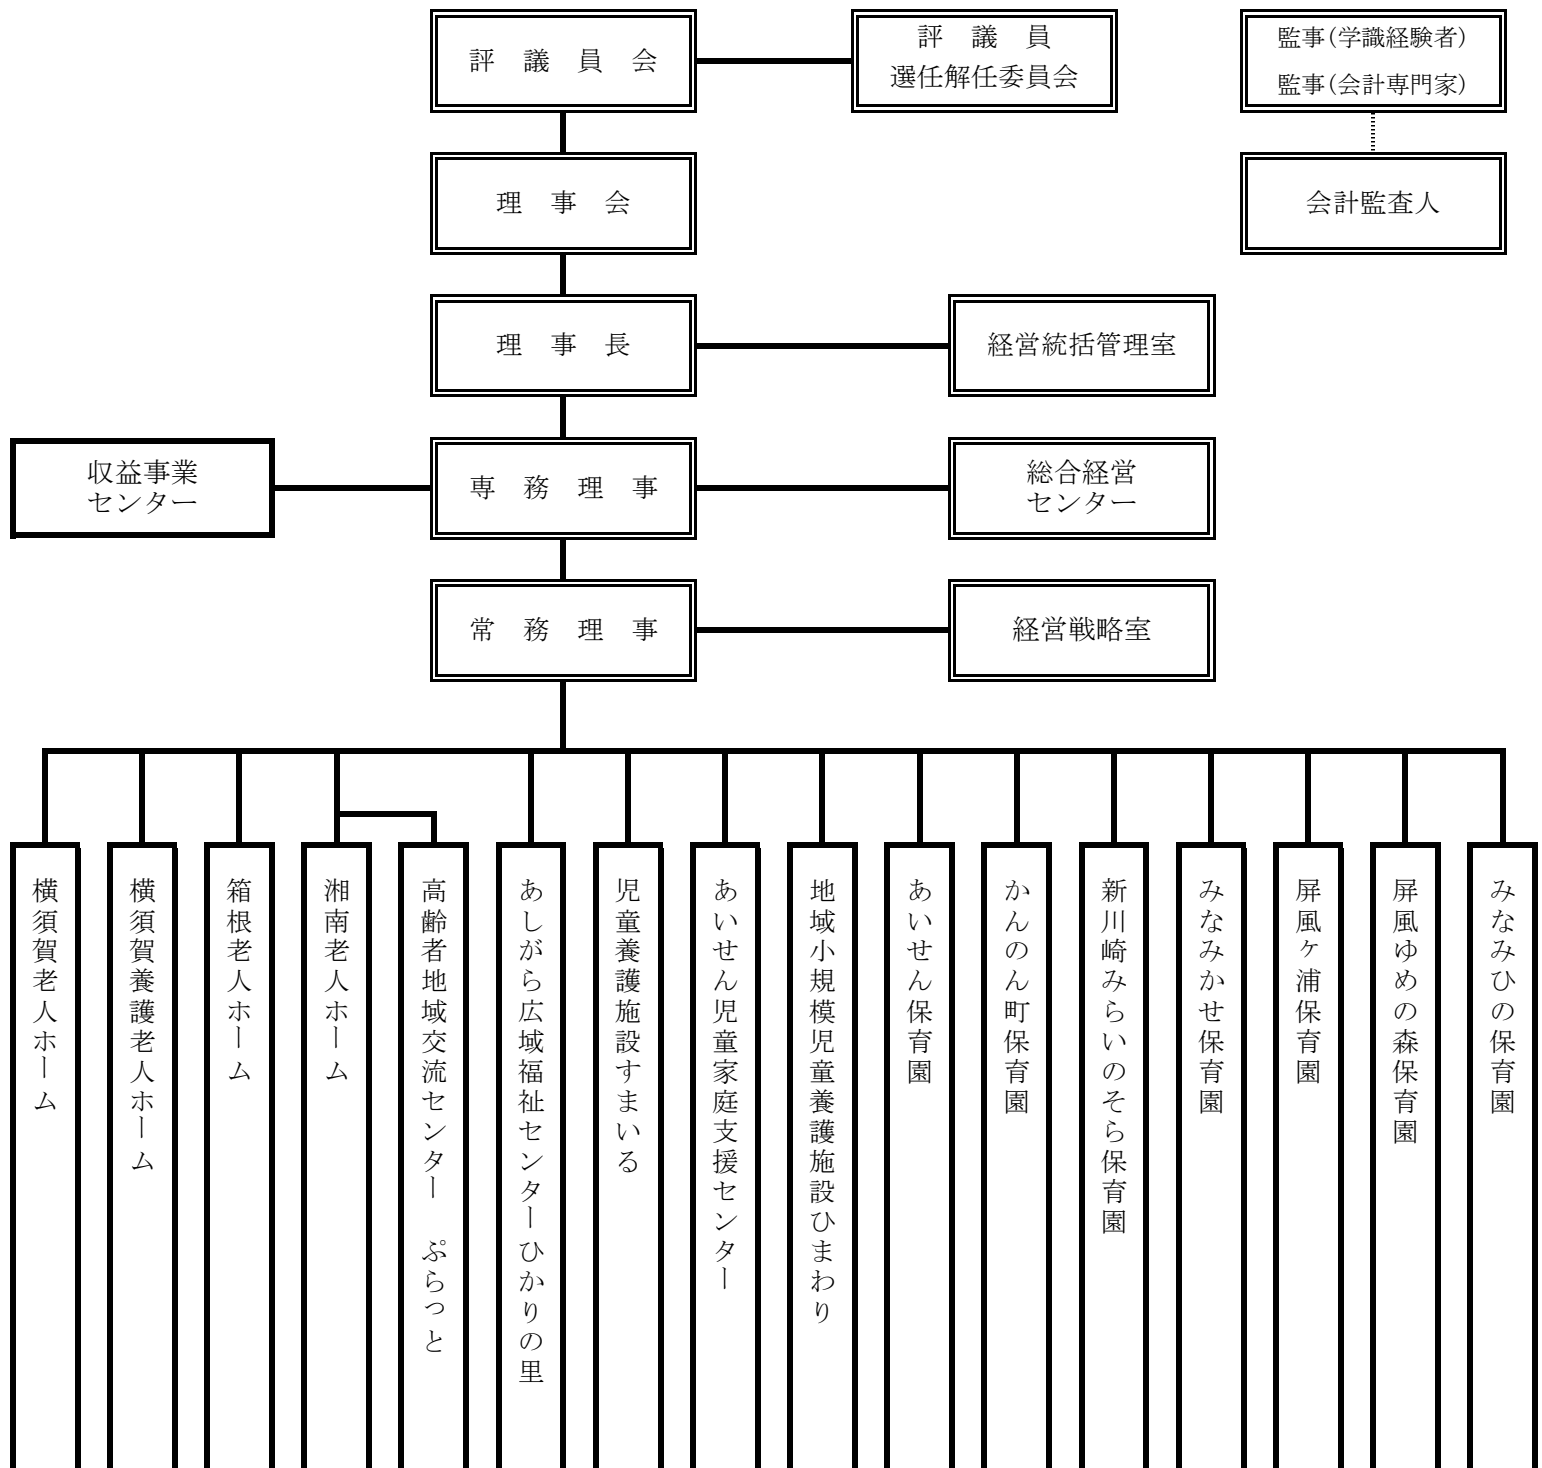 評　議　員　会
評　議　員
選任解任委員会
監事(学識経験者)
監事(会計専門家)
理　事　会
会計監査人
理　事　長
経営統括管理室
収益事業
センター
専　務　理　事
総合経営
センター
常　務　理　事
経営戦略室
横須賀老人ホーム
横須賀養護老人ホーム
箱根老人ホーム
湘南老人ホーム
高齢者地域交流センター　ぷらっと
あしがら広域福祉センターひかりの里
児童養護施設すまいる
あいせん児童家庭支援センター
地域小規模児童養護施設ひまわり
あいせん保育園
かんのん町保育園
新川崎みらいのそら保育園
みなみかせ保育園
屏風ヶ浦保育園
屏風ゆめの森保育園
みなみひの保育園